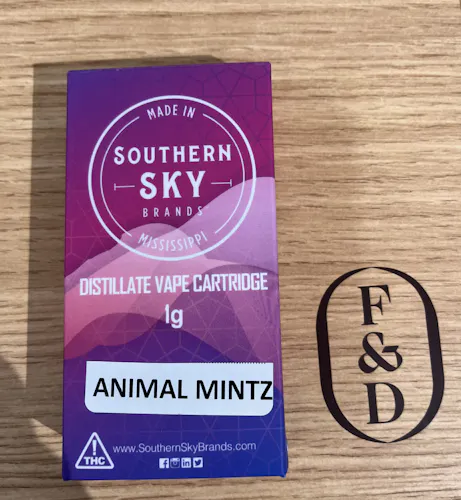 MADE IN
SOUTHERN
SKY
BRANDS
MISSISSIPPI
DISTILLATE VAPE CARTRIDGE
1g
ANIMAL MINTZ
THC
www.SouthernSkyBrands.com
F
&
D